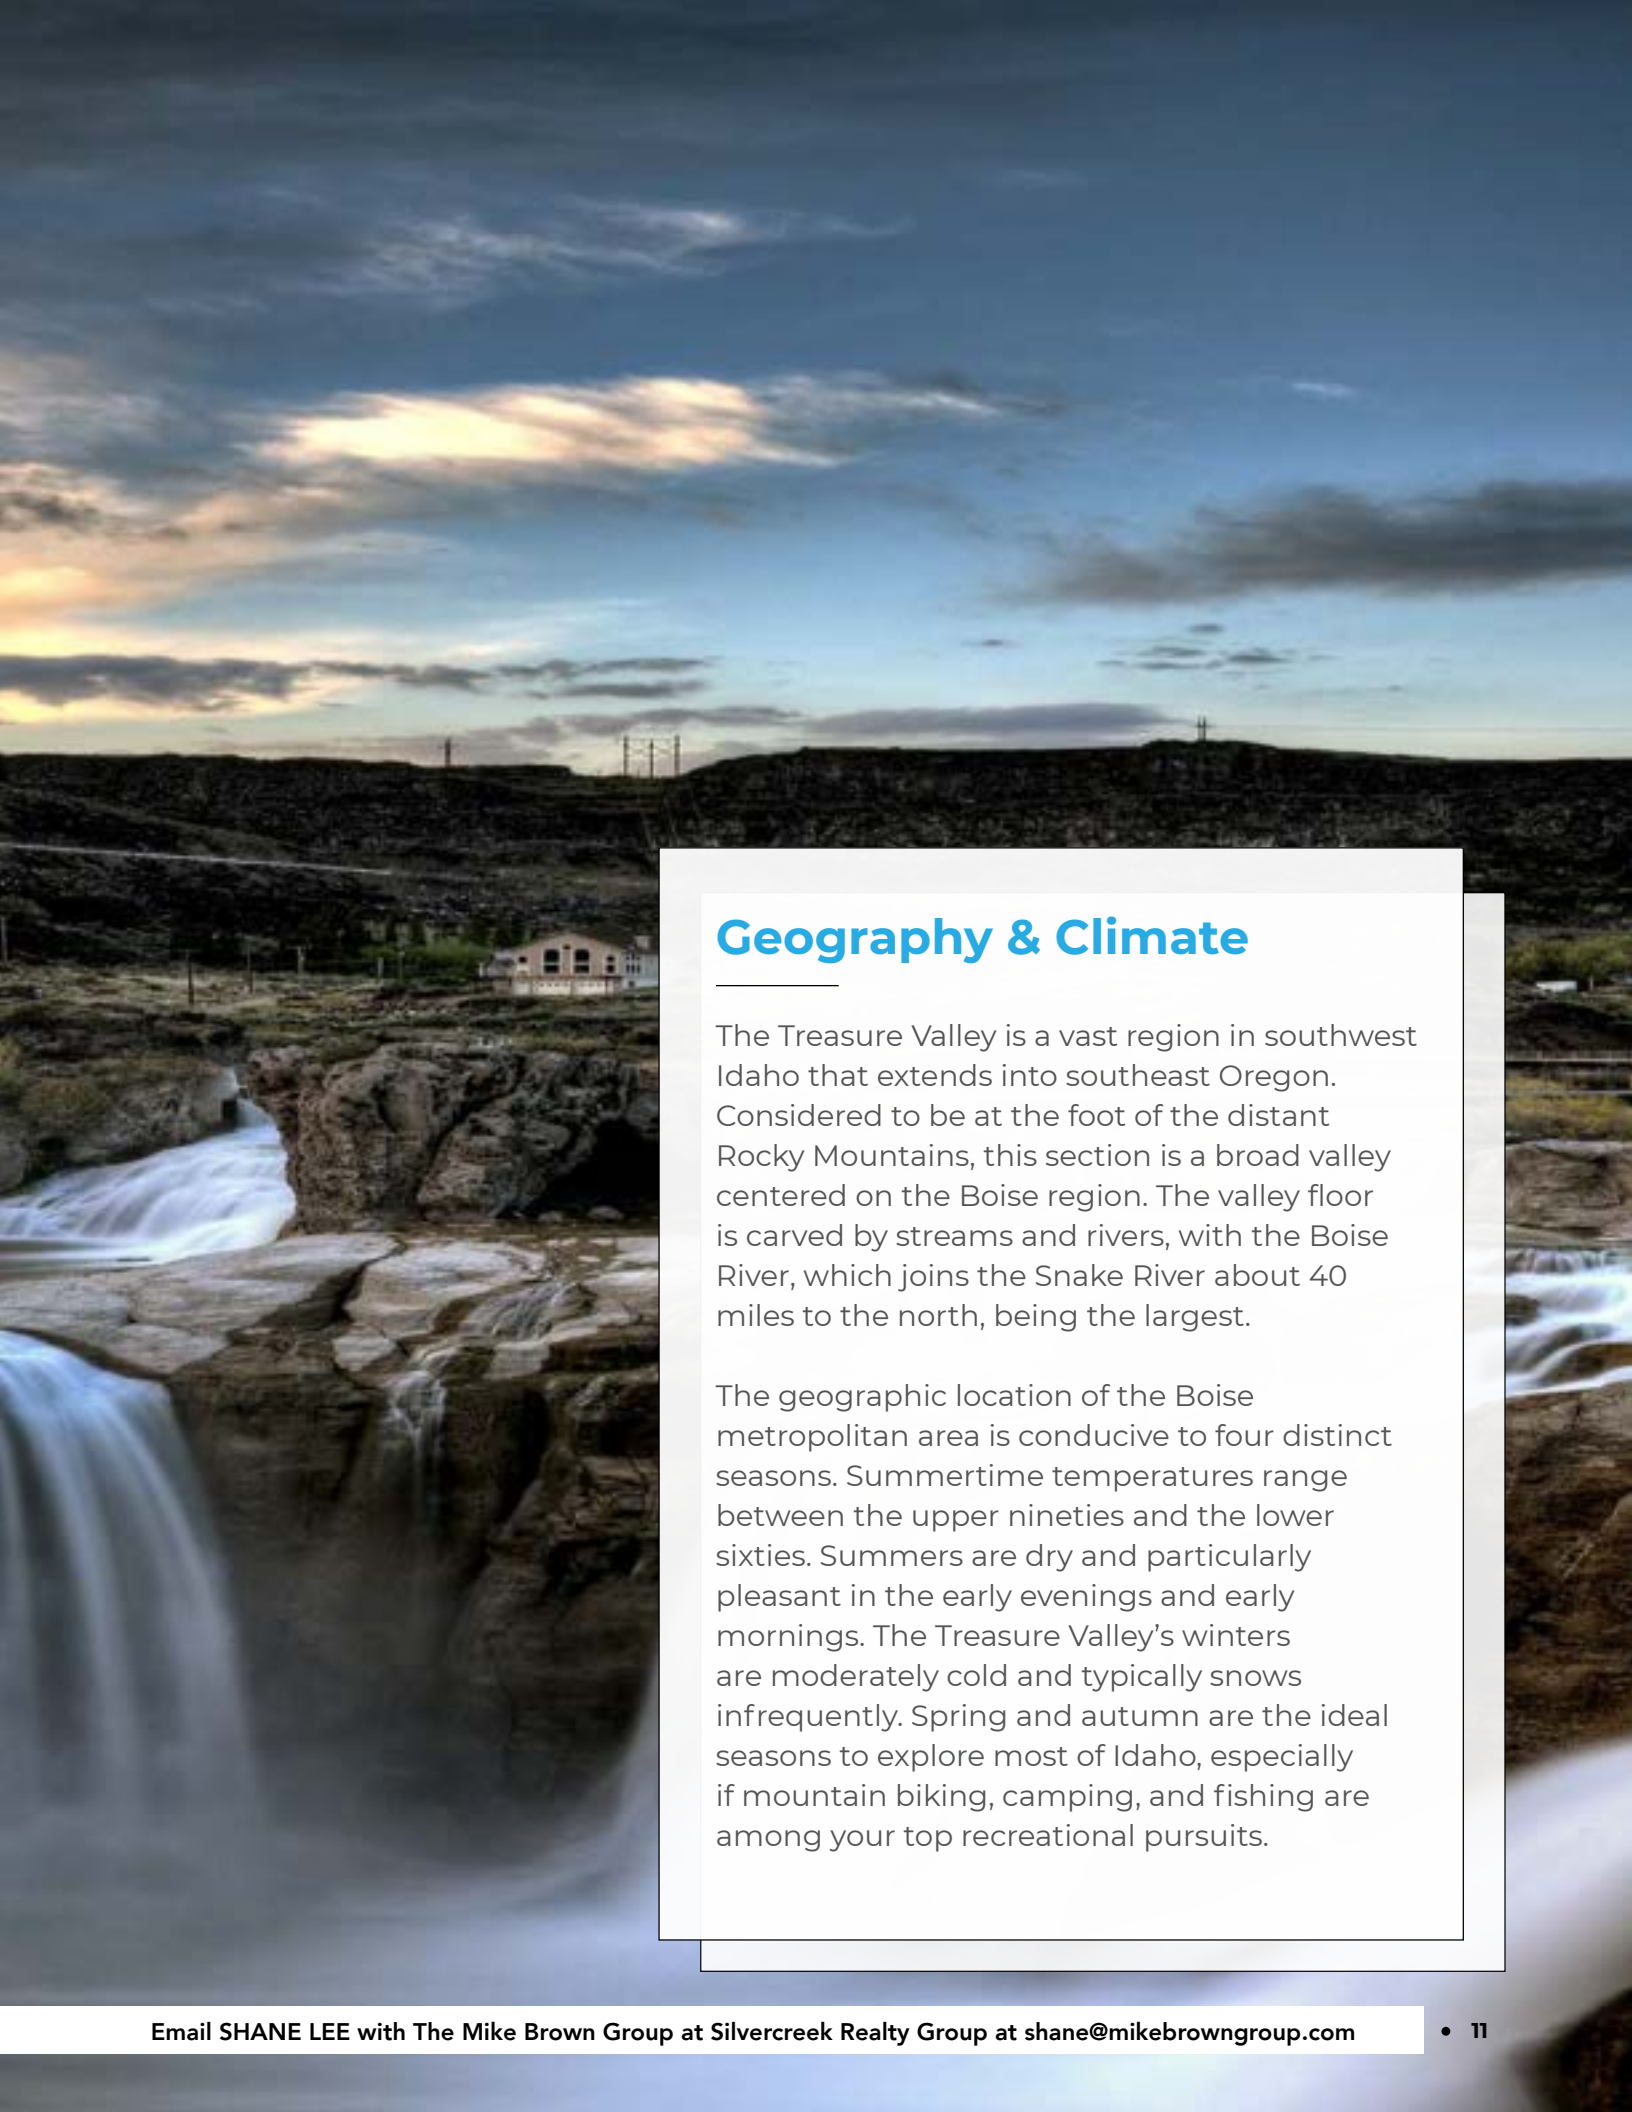 Geography & Climate
The Treasure Valley is a vast region in southwest
Idaho that extends into southeast Oregon.
Considered to be at the foot of the distant
Rocky Mountains, this section is a broad valley
centered on the Boise region. The valley floor
is carved by streams and rivers, with the Boise
River, which joins the Snake River about 40
miles to the north, being the largest.
The geographic location of the Boise
metropolitan area is conducive to four distinct
seasons. Summertime temperatures range
between the upper nineties and the lower
sixties. Summers are dry and particularly
pleasant in the early evenings and early
mornings. The Treasure Valley’s winters
are moderately cold and typically snows
infrequently. Spring and autumn are the ideal
seasons to explore most of Idaho, especially
if mountain biking, camping, and fishing are
among your top recreational pursuits.
Email SHANE LEE with The Mike Brown Group at Silvercreek Realty Group at shane@mikebrowngroup.com • 11